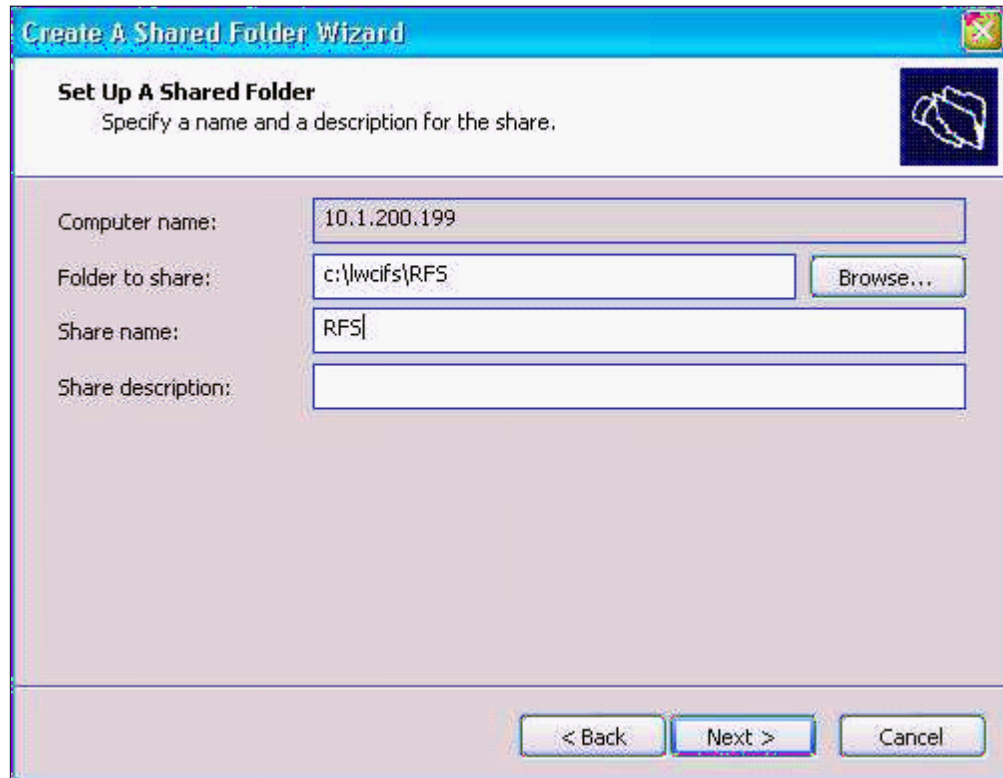 Create A Shared Folder Wizard
Set Up A Shared Folder
Specify a name and a description for the share.
Computer name: 10.1.200.199
Folder to share: c:\lwcifs\RFS Browse...
Share name: RFS
Share description:
< Back Next > Cancel